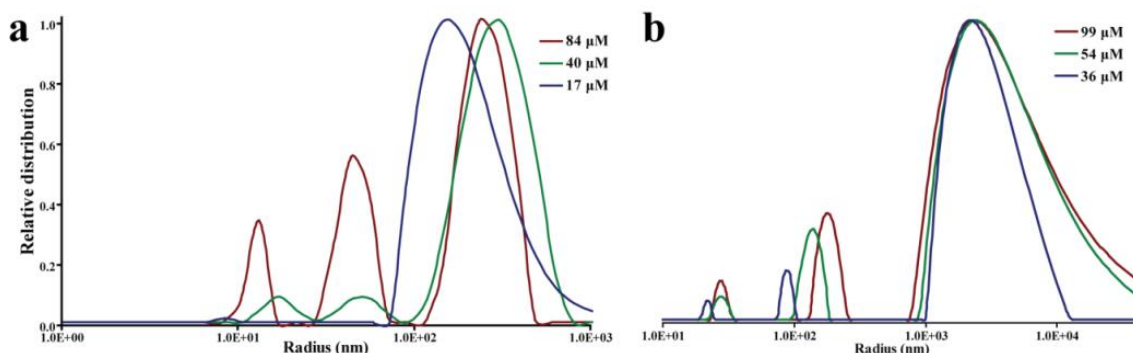 a
1.0
0.8
0.6
0.4
0.2
0.0
Relative distribution
84 µM
40 µM
17 µM
1.0E+00 1.0E+01 1.0E+02 1.0E+03
Radius (nm)
b
99 µM
54 µM
36 µM
1.0E+01 1.0E+02 1.0E+03 1.0E+04
Radius (nm)